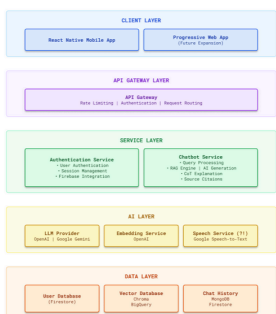 CLIENT LAYER
React Native Mobile App
Progressive Web App
(Future Expansion)
API GATEWAY LAYER
API Gateway
Rate Limiting | Authentication | Request Routing
SERVICE LAYER
Authentication Service
• User Authentication
• Session Management
• Firebase Integration
Chatbot Service
• Query Processing
• RAG Engine | AI Generation
• CoT Explanation
• Source Citations
AI LAYER
LLM Provider
OpenAI | Google Gemini
Embedding Service
OpenAI
Speech Service (?!)
Google Speech-to-Text
DATA LAYER
User Database
(Firestore)
Vector Database
Chroma
BigQuery
Chat History
MongoDB
Firestore